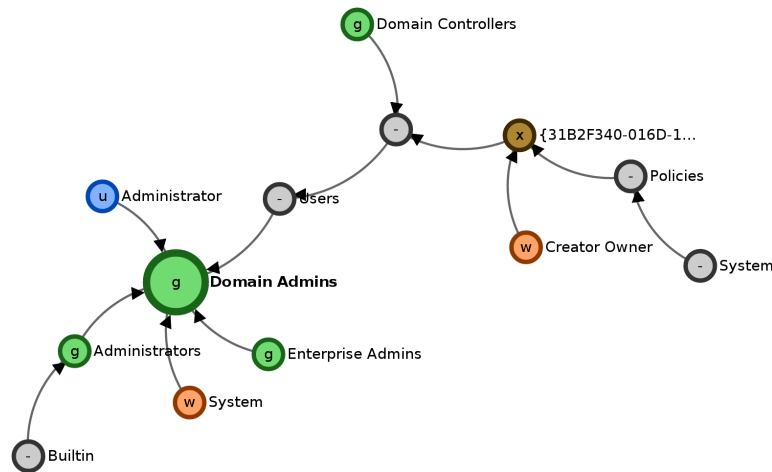 g Domain Controllers
-
x {31B2F340-016D-1...
- Policies
u Administrator
- Users
w Creator Owner
- System
g Domain Admins
g Administrators
g Enterprise Admins
w System
- Builtin